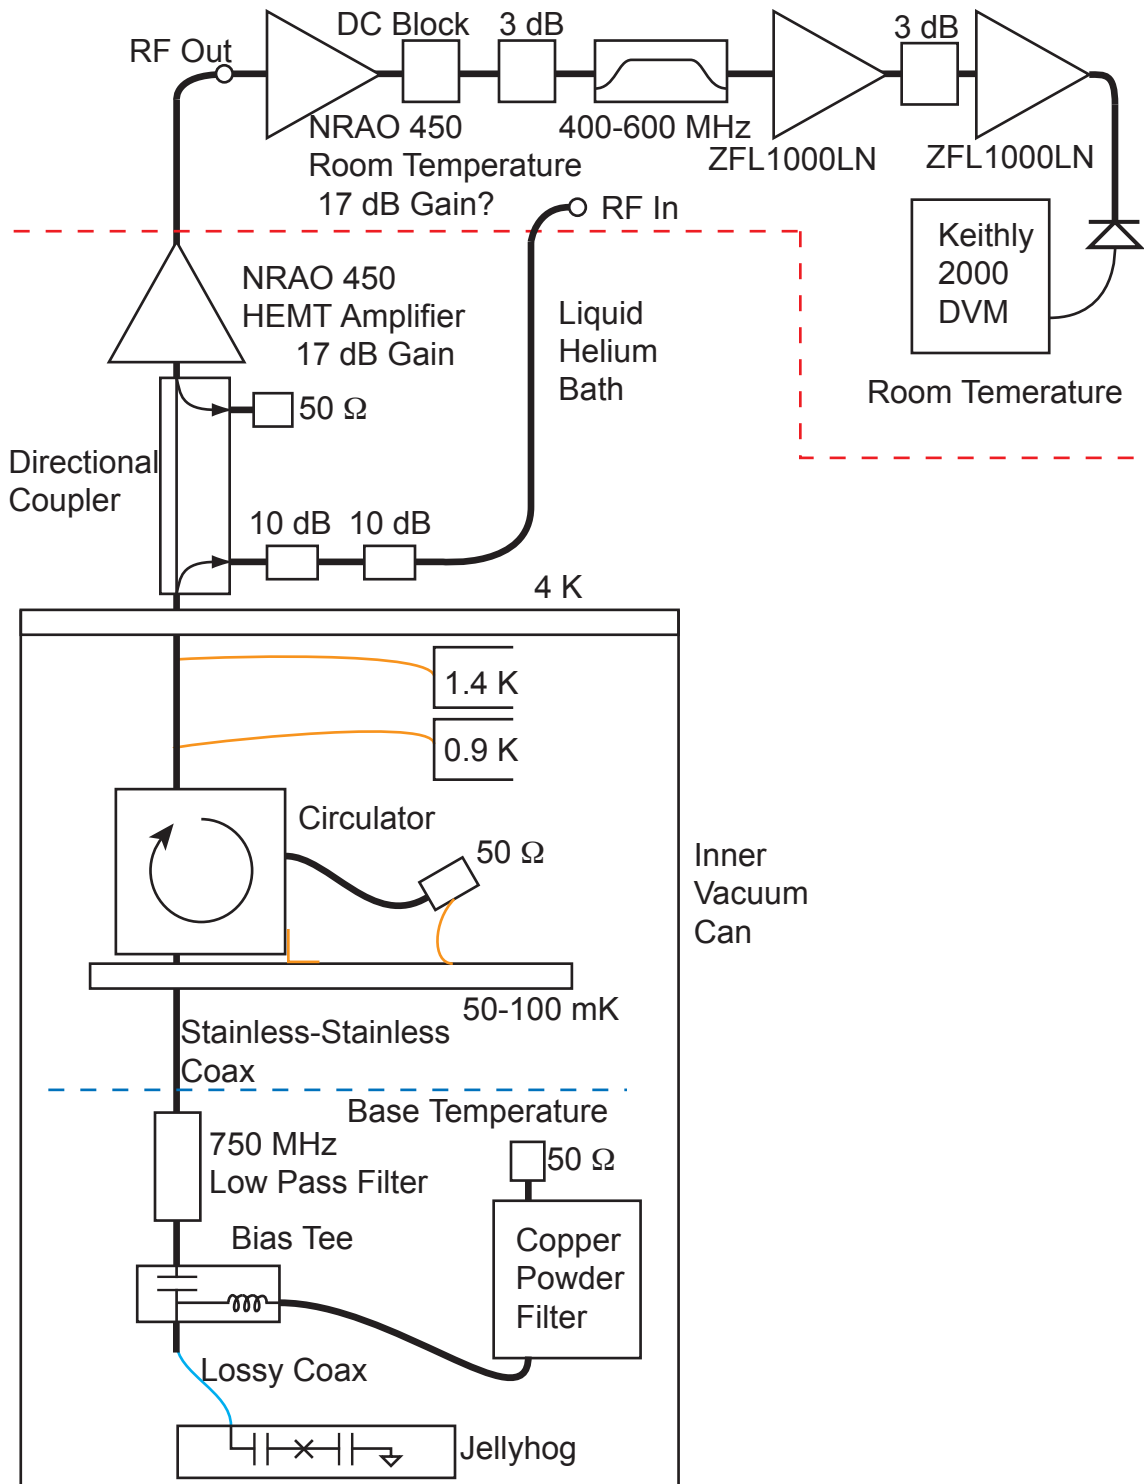 DC Block
3 dB
3 dB
RF Out
NRAO 450
Room Temperature
17 dB Gain?
400-600 MHz
ZFL1000LN
ZFL1000LN
RF In
Keithly
2000
DVM
Room Temerature
NRAO 450
HEMT Amplifier
17 dB Gain
Liquid
Helium
Bath
50 Ω
Directional
Coupler
10 dB
10 dB
4 K
1.4 K
0.9 K
Circulator
50 Ω
Inner
Vacuum
Can
50-100 mK
Stainless-Stainless
Coax
Base Temperature
750 MHz
Low Pass Filter
50 Ω
Bias Tee
Copper
Powder
Filter
Lossy Coax
Jellyhog